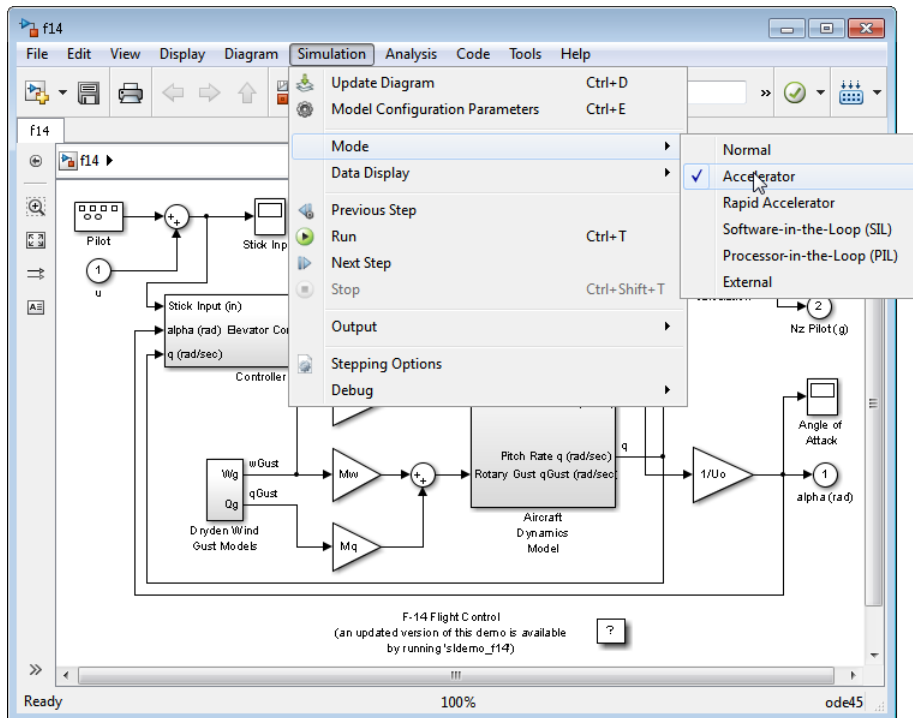 f14
File Edit View Display Diagram Simulation Analysis Code Tools Help
Update Diagram Ctrl+D
Model Configuration Parameters Ctrl+E
Mode
Data Display
Previous Step
Run Ctrl+T
Next Step
Stop Ctrl+Shift+T
Output
Stepping Options
Debug
Normal
Accelerator
Rapid Accelerator
Software-in-the-Loop (SIL)
Processor-in-the-Loop (PIL)
External
f14
f14
Pilot
Stick Inp
1
u
Stick Input (in)
alpha (rad) Elevator Co
q (rad/sec)
Controller
2
Nz Pilot (g)
Angle of
Attack
Wg wGust
Qg qGust
Dryden Wind
Gust Models
Mw
Mq
Pitch Rate q (rad/sec) q
Rotary Gust qGust (rad/sec
Aircraft
Dynamics
Model
1/Uo
1
alpha (rad)
F-14 Flight Control
(an updated version of this demo is available
by running 'sldemo_f14')
?
Ready 100% ode45